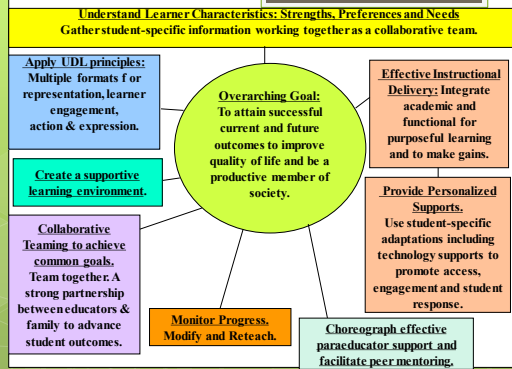 Understand Learner Characteristics: Strengths, Preferences and Needs
Gather student-specific information working together as a collaborative team.
Apply UDL principles:
Multiple formats f or
representation, learner
engagement,
action & expression.
Overarching Goal:
To attain successful
current and future
outcomes to improve
quality of life and be a
productive member of
society.
Effective Instructional
Delivery: Integrate
academic and
functional for
purposeful learning
and to make gains.
Create a supportive
learning environment.
Provide Personalized
Supports.
Use student-specific
adaptations including
technology supports to
promote access,
engagement and student
response.
Collaborative
Teaming to achieve
common goals.
Team together. A
strong partnership
between educators &
family to advance
student outcomes.
Monitor Progress.
Modify and Reteach.
Choreograph effective
paraeducator support and
facilitate peer mentoring.